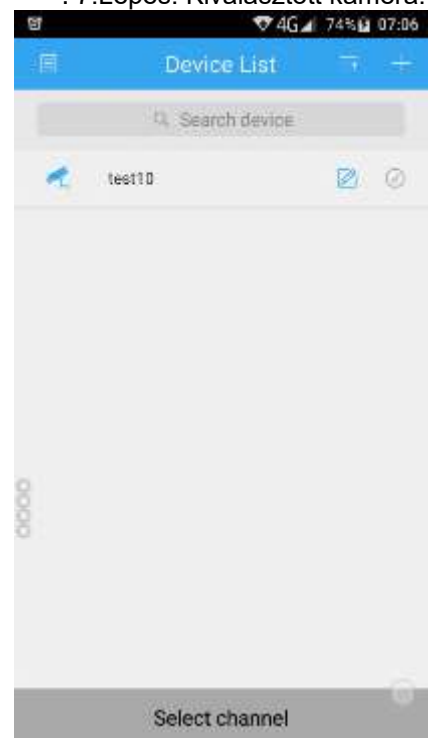 . 7.Lépés. Kiválasztott kamera.
4G 74% 07:06
Device List
Search device
test10
Select channel